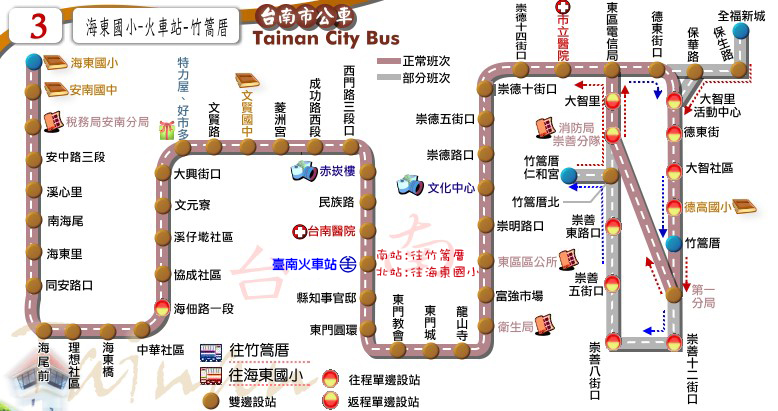 3
海東國小-火車站-竹篙厝
台南市公車
Tainan City Bus
正常班次
部分班次
海東國小
安南國中
稅務局安南分局
安中路三段
溪心里
南海尾
海東里
同安路口
海尾前
理想社區
海東橋
中華社區
海佃路一段
協成社區
溪仔墘社區
文元寮
大興街口
特力屋、好市多
文賢路
文賢國中
菱洲宮
成功路西段
西門路三段口
赤崁樓
民族路
台南醫院
臺南火車站
南站:往竹篙厝
北站:往海東國小
縣知事官邸
東門圓環
東門教會
東門城
龍山寺
衛生局
富強市場
東區區公所
崇明路口
文化中心
崇德路口
崇德五街口
崇德十街口
崇德十四街口
市立醫院
東區電信局
德東街口
保華路
保生路
全福新城
大智里
大智里
活動中心
消防局
崇善分隊
德東街
竹篙厝
仁和宮
大智社區
竹篙厝北
德高國小
崇善
東路口
竹篙厝
崇善
五街口
第一
分局
崇善八街口
崇善十二街口
台南
Tainan
往竹篙厝
往海東國小
雙邊設站
往程單邊設站
返程單邊設站